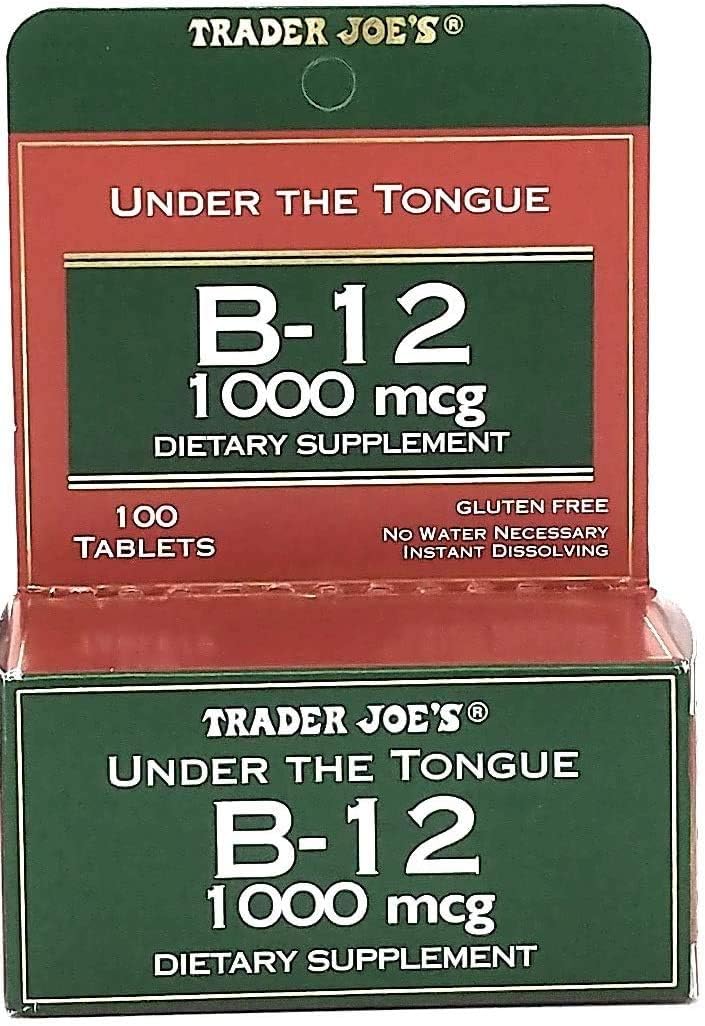 TRADER JOE'S®
UNDER THE TONGUE
B-12
1000 mcg
DIETARY SUPPLEMENT
100
TABLETS
GLUTEN FREE
NO WATER NECESSARY
INSTANT DISSOLVING
TRADER JOE'S®
UNDER THE TONGUE
B-12
1000 mcg
DIETARY SUPPLEMENT